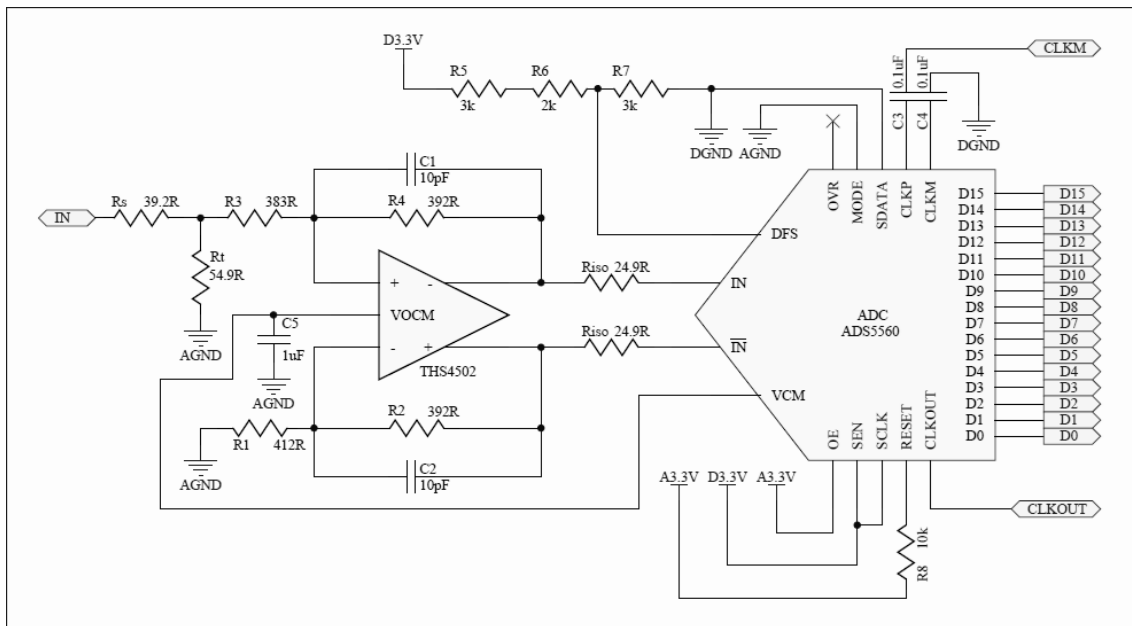 D3.3V
R5
3k
R6
2k
R7
3k
DGND
AGND
0.1uF
0.1uF
C3
C4
CLKM
DGND
C1
10pF
IN
Rs 39.2R
R3 383R
R4 392R
Rt
54.9R
AGND
+ -
VOCM
- +
THS4502
C5
1uF
AGND
Riso 24.9R
Riso 24.9R
R1 412R
AGND
R2 392R
C2
10pF
OVR
MODE
SDATA
CLKP
CLKM
DFS
IN
IN
VCM
ADC
ADS5560
OE
SEN
SCLK
RESET
CLKOUT
D15 D15
D14 D14
D13 D13
D12 D12
D11 D11
D10 D10
D9 D9
D8 D8
D7 D7
D6 D6
D5 D5
D4 D4
D3 D3
D2 D2
D1 D1
D0 D0
A3.3V D3.3V A3.3V
R8 10k
CLKOUT